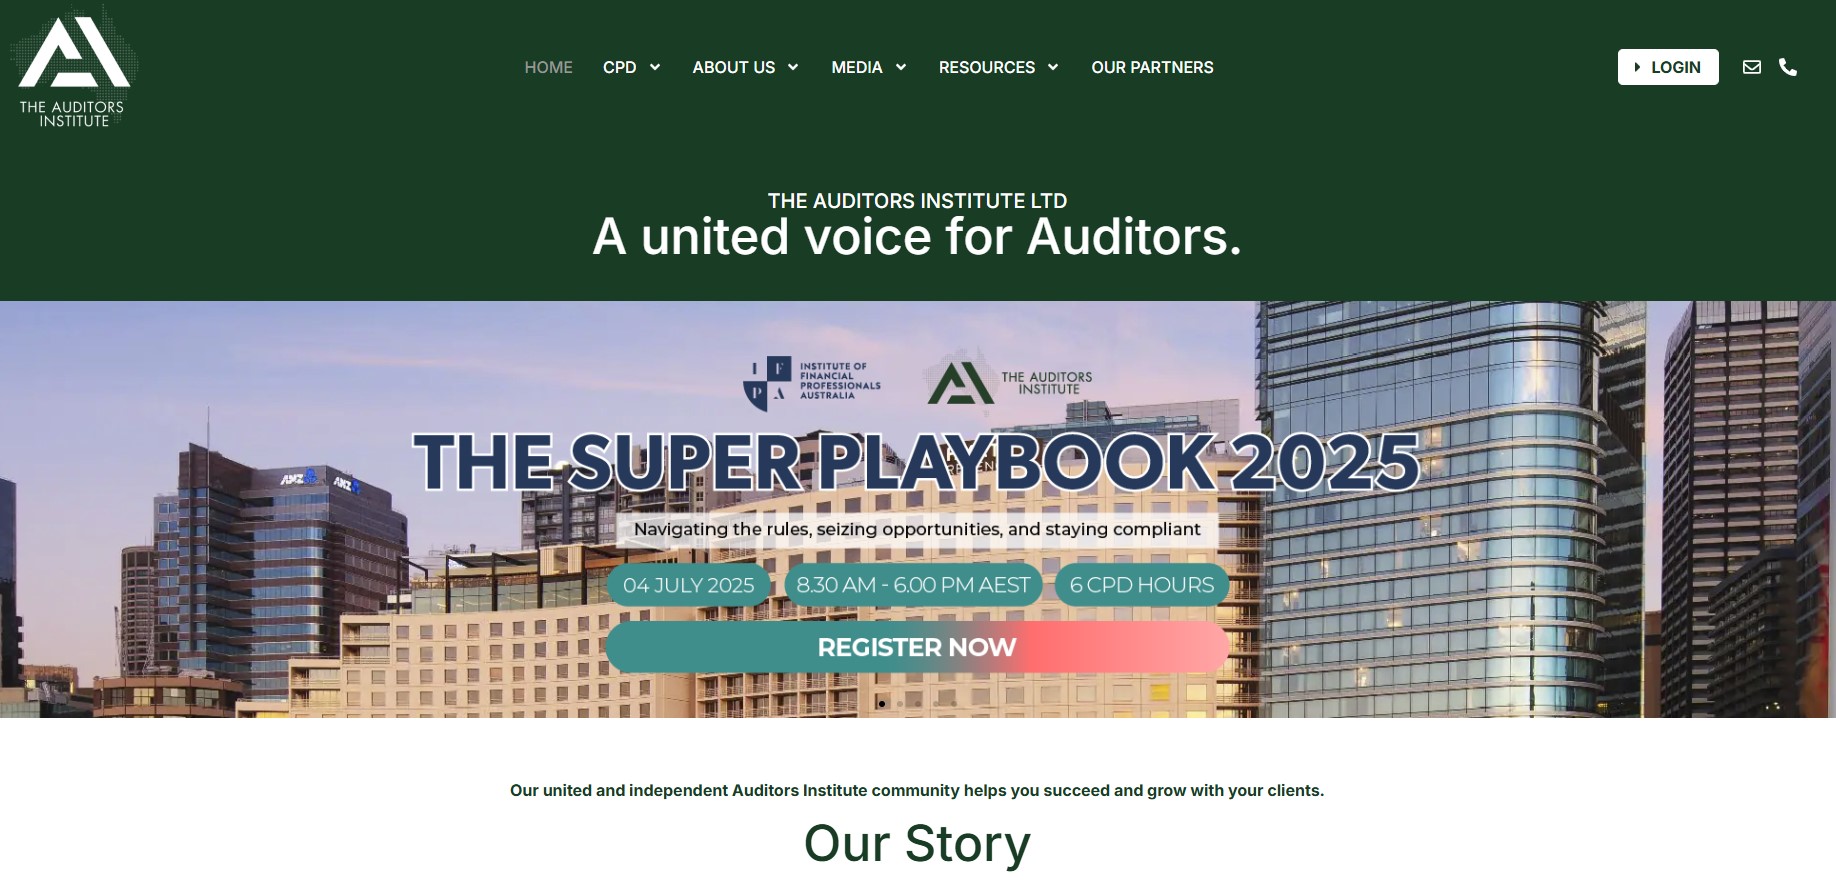 THE AUDITORS
INSTITUTE
HOME
CPD
ABOUT US
MEDIA
RESOURCES
OUR PARTNERS
LOGIN
THE AUDITORS INSTITUTE LTD
A united voice for Auditors.
I F
P A
INSTITUTE OF
FINANCIAL
PROFESSIONALS
AUSTRALIA
THE AUDITORS
INSTITUTE
THE SUPER PLAYBOOK 2025
ANZ
ANZ
Navigating the rules, seizing opportunities, and staying compliant
04 JULY 2025
8.30 AM - 6.00 PM AEST
6 CPD HOURS
REGISTER NOW
Our united and independent Auditors Institute community helps you succeed and grow with your clients.
Our Story